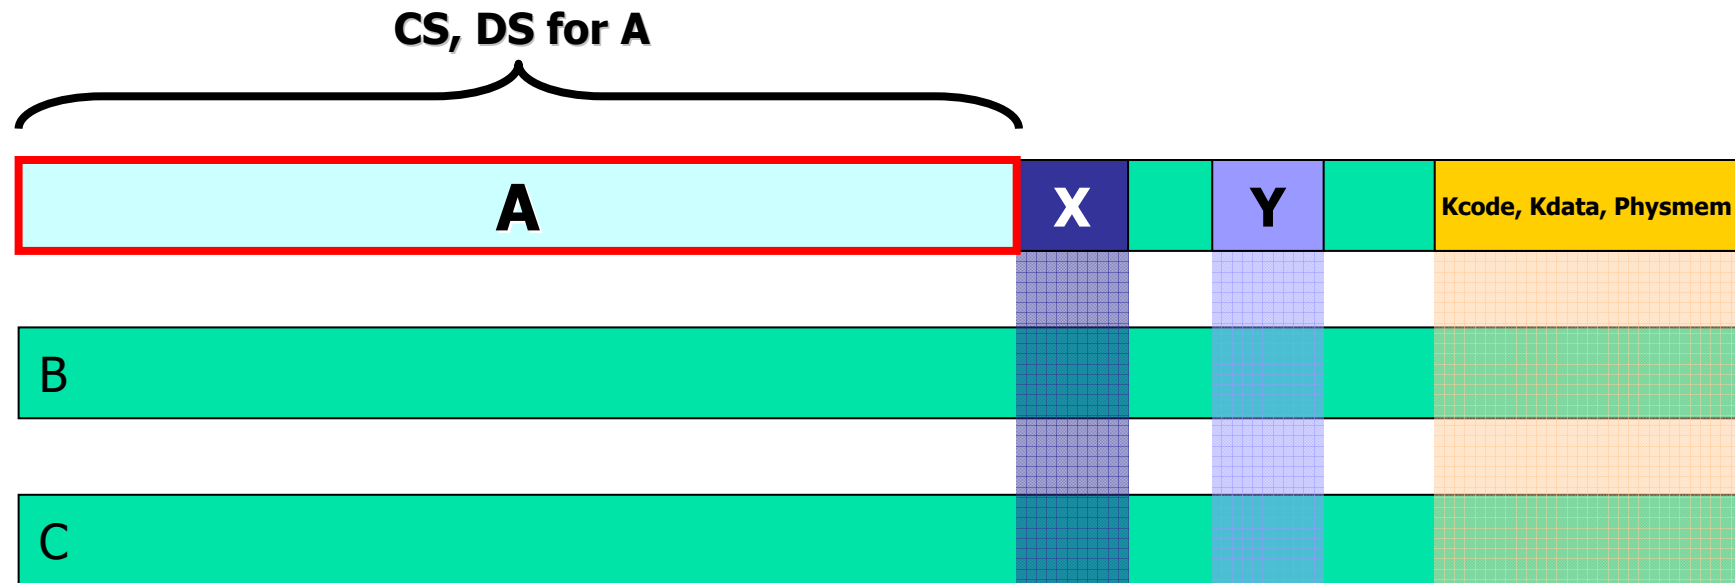 CS, DS for A
A
X
Y
Kcode, Kdata, Physmem
B
C